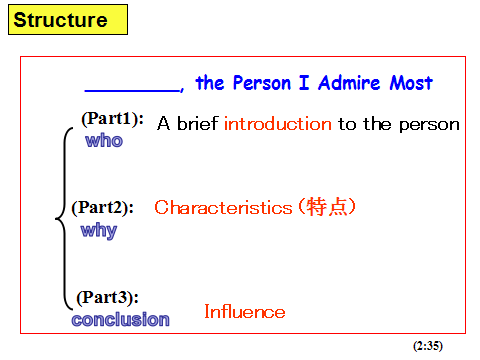 Structure
________, the Person I Admire Most
(Part1): A brief introduction to the person
who
(Part2): Characteristics（特点）
why
(Part3):
conclusion Influence
(2:35)